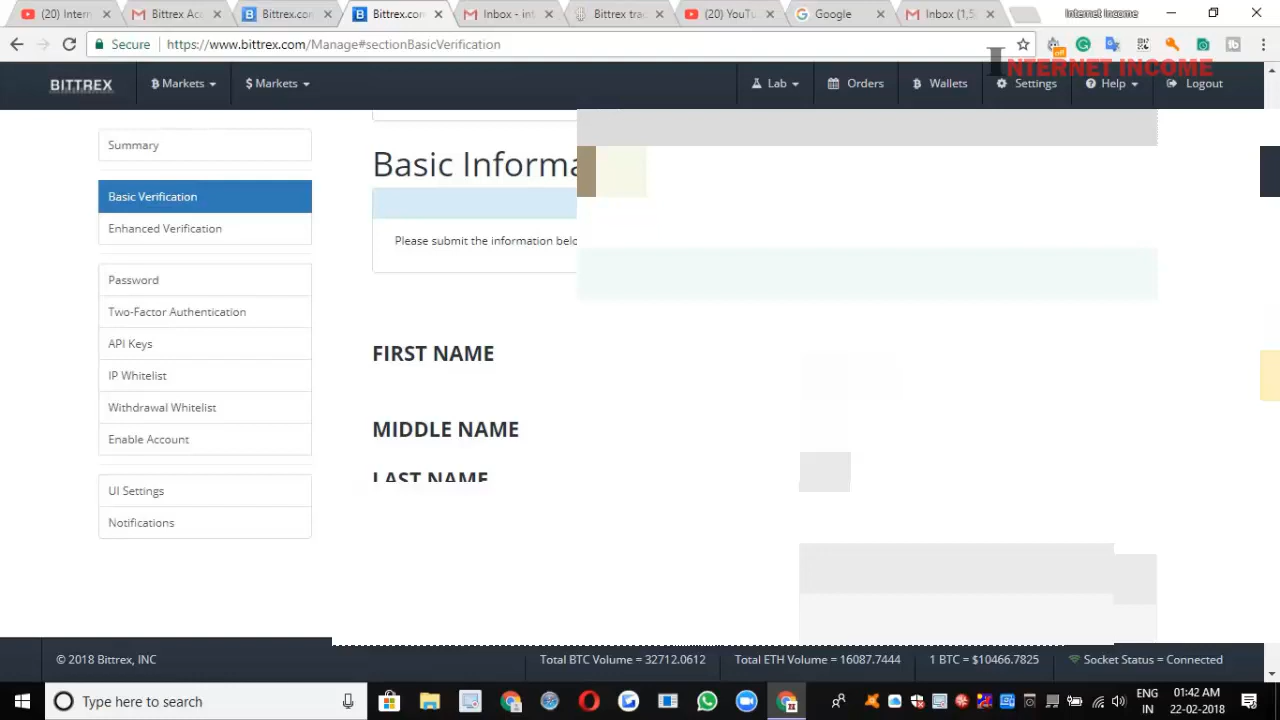 (20) Intern
Bittrex Acc
Bittrex.con
Bittrex.con
Inbox - int
Bittrex trac
(20) YouTu
Google
Inbox (1,5
Internet Income
Secure
https://www.bittrex.com/Manage#sectionBasicVerification
off
INTERNET INCOME
BITTREX
Markets
$ Markets
Lab
Orders
Wallets
Settings
Help
Logout
Summary
Basic Verification
Enhanced Verification
Password
Two-Factor Authentication
API Keys
IP Whitelist
Withdrawal Whitelist
Enable Account
UI Settings
Notifications
Basic Informa
Please submit the information belo
FIRST NAME
MIDDLE NAME
LAST NAME
© 2018 Bittrex, INC
Total BTC Volume = 32712.0612
Total ETH Volume = 16087.7444
1 BTC = $10466.7825
Socket Status = Connected
Type here to search
ENG
IN
01:42 AM
22-02-2018